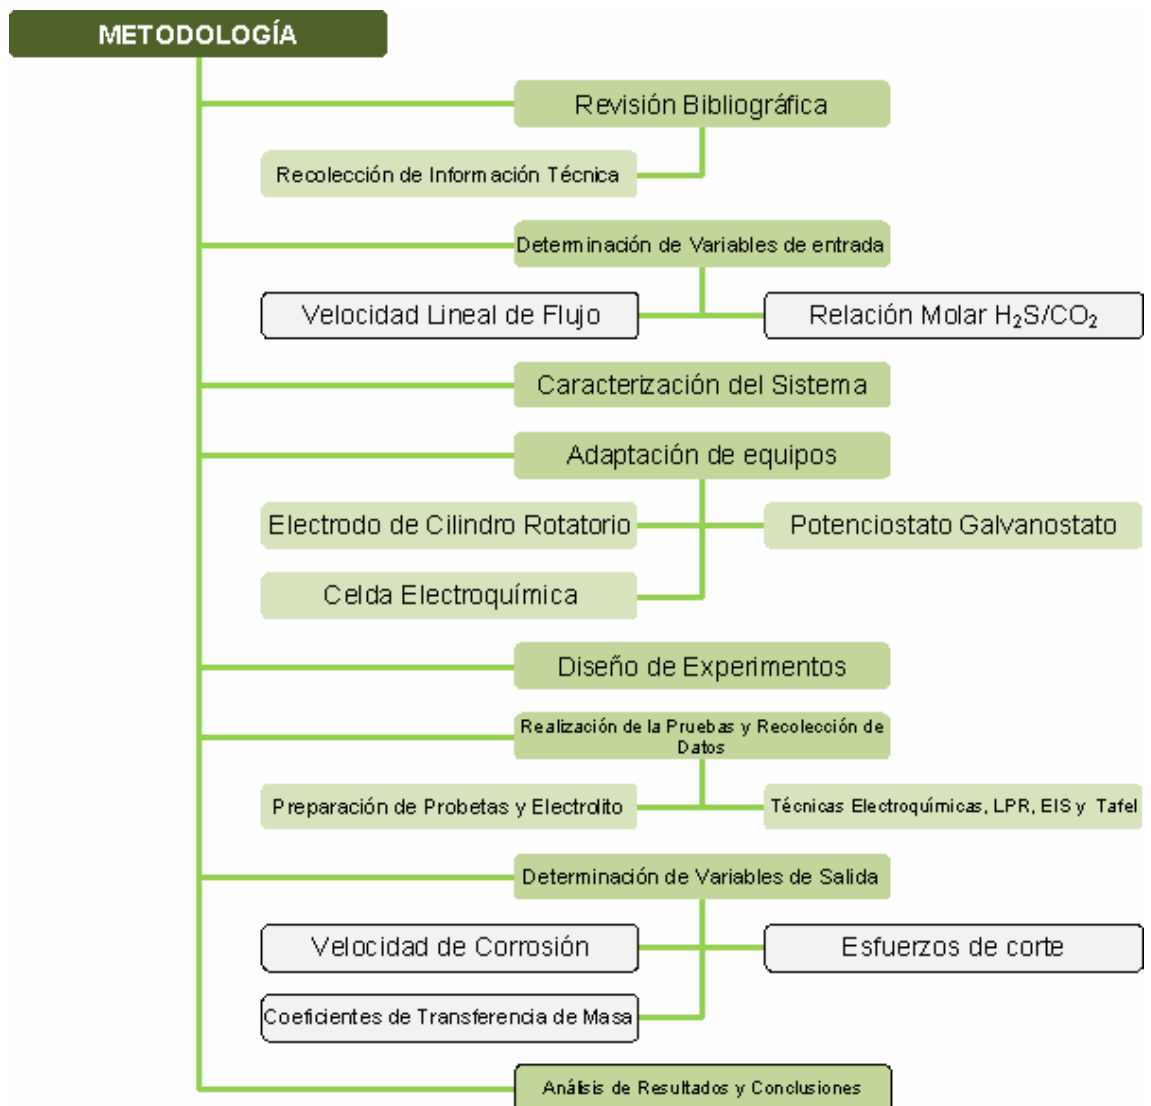 METODOLOGÍA
Revisión Bibliográfica
Recolección de Información Técnica
Determinación de Variables de entrada
Velocidad Lineal de Flujo
Relación Molar H₂S/CO₂
Caracterización del Sistema
Adaptación de equipos
Electrodo de Cilindro Rotatorio
Potenciostato Galvanostato
Celda Electroquímica
Diseño de Experimentos
Realización de la Pruebas y Recolección de
Datos
Preparación de Probetas y Electrolito
Técnicas Electroquímicas, LPR, EIS y Tafel
Determinación de Variables de Salida
Velocidad de Corrosión
Esfuerzos de corte
Coeficientes de Transferencia de Masa
Análisis de Resultados y Conclusiones